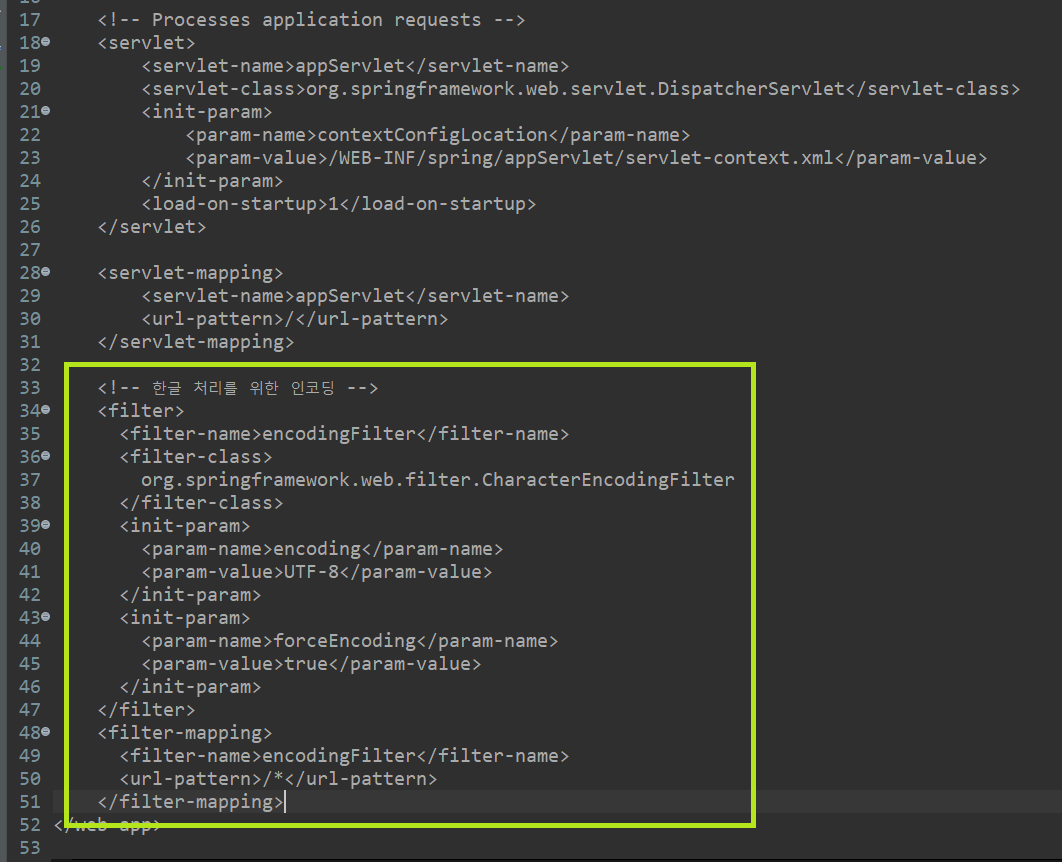 17 <!-- Processes application requests -->
18 <servlet>
19 <servlet-name>appServlet</servlet-name>
20 <servlet-class>org.springframework.web.servlet.DispatcherServlet</servlet-class>
21 <init-param>
22 <param-name>contextConfigLocation</param-name>
23 <param-value>/WEB-INF/spring/appServlet/servlet-context.xml</param-value>
24 </init-param>
25 <load-on-startup>1</load-on-startup>
26 </servlet>
27
28 <servlet-mapping>
29 <servlet-name>appServlet</servlet-name>
30 <url-pattern>/</url-pattern>
31 </servlet-mapping>
32
33 <!-- 한글 처리를 위한 인코딩 -->
34 <filter>
35 <filter-name>encodingFilter</filter-name>
36 <filter-class>
37 org.springframework.web.filter.CharacterEncodingFilter
38 </filter-class>
39 <init-param>
40 <param-name>encoding</param-name>
41 <param-value>UTF-8</param-value>
42 </init-param>
43 <init-param>
44 <param-name>forceEncoding</param-name>
45 <param-value>true</param-value>
46 </init-param>
47 </filter>
48 <filter-mapping>
49 <filter-name>encodingFilter</filter-name>
50 <url-pattern>/*</url-pattern>
51 </filter-mapping>
52 </web-app>
53